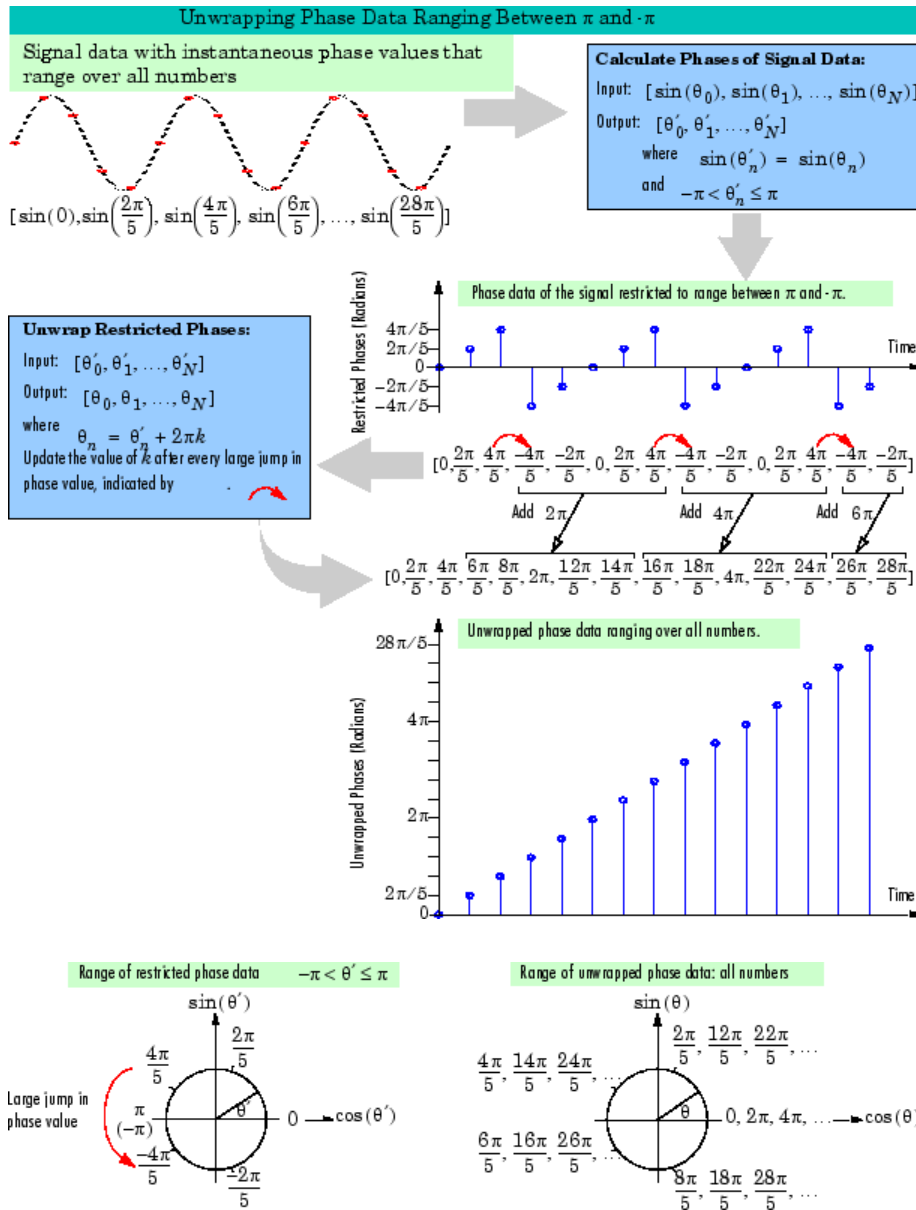 Unwrapping Phase Data Ranging Between π and -π
Signal data with instantaneous phase values that
range over all numbers
[sin(0),sin(2π/5), sin(4π/5), sin(6π/5), ..., sin(28π/5)]
Calculate Phases of Signal Data:
Input: [sin(θ₀), sin(θ₁), ..., sin(θ_N)]
Output: [θ′₀, θ′₁, ..., θ′_N]
where sin(θ′ₙ) = sin(θₙ)
and -π < θ′ₙ ≤ π
Phase data of the signal restricted to range between π and -π.
Restricted Phases (Radians)
4π/5
2π/5
0
-2π/5
-4π/5
Time
Unwrap Restricted Phases:
Input: [θ′₀, θ′₁, ..., θ′_N]
Output: [θ₀, θ₁, ..., θ_N]
where
θₙ = θ′ₙ + 2πk
Update the value of k after every large jump in
phase value, indicated by .
[0, 2π/5, 4π/5, -4π/5, -2π/5, 0, 2π/5, 4π/5, -4π/5, -2π/5, 0, 2π/5, 4π/5, -4π/5, -2π/5]
Add 2π Add 4π Add 6π
[0, 2π/5, 4π/5, 6π/5, 8π/5, 2π, 12π/5, 14π/5, 16π/5, 18π/5, 4π, 22π/5, 24π/5, 26π/5, 28π/5]
Unwrapped phase data ranging over all numbers.
Unwrapped Phases (Radians)
28π/5
4π
2π
2π/5
0
Time
Range of restricted phase data -π < θ′ ≤ π
sin(θ′)
2π/5
4π/5
Large jump in
phase value
π
(-π)
θ′
0
cos(θ′)
-4π/5
-2π/5
Range of unwrapped phase data: all numbers
sin(θ)
2π/5, 12π/5, 22π/5, ...
4π/5, 14π/5, 24π/5, ...
θ
0, 2π, 4π, ...
cos(θ)
6π/5, 16π/5, 26π/5, ...
8π/5, 18π/5, 28π/5, ...